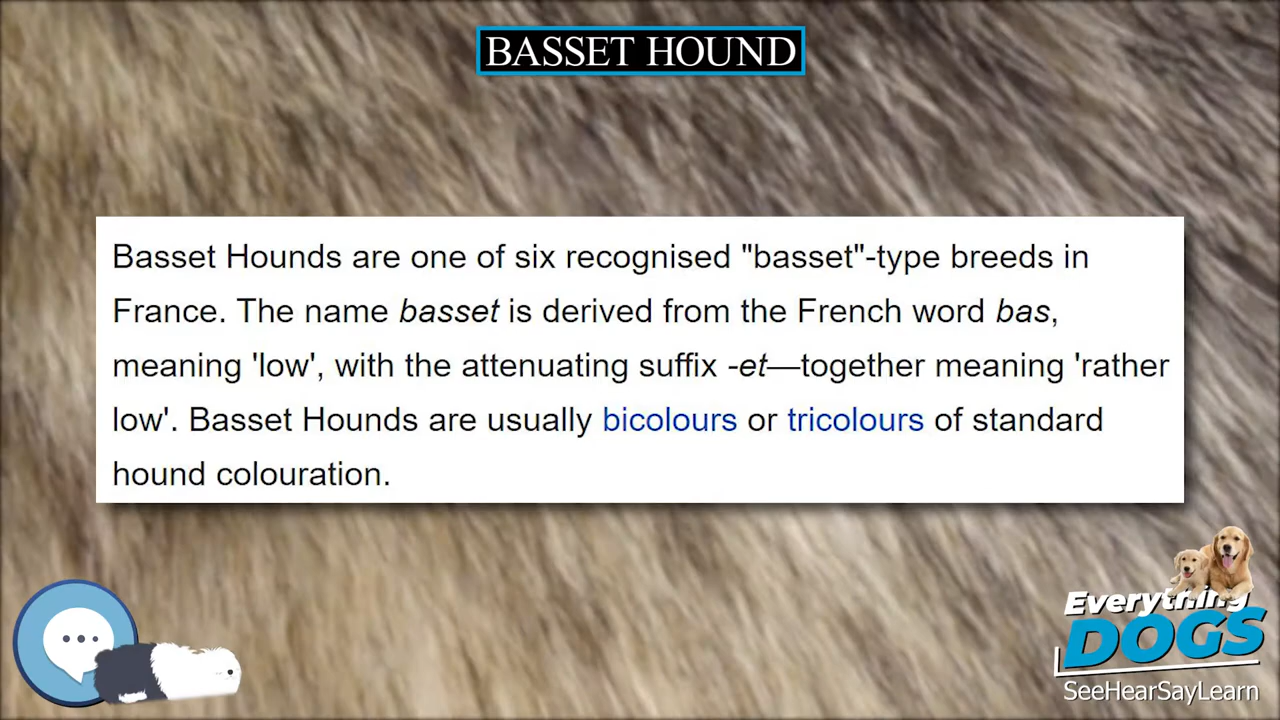 BASSET HOUND
Basset Hounds are one of six recognised "basset"-type breeds in
France. The name basset is derived from the French word bas,
meaning 'low', with the attenuating suffix -et—together meaning 'rather
low'. Basset Hounds are usually bicolours or tricolours of standard
hound colouration.
Everything
DOGS
SeeHearSayLearn